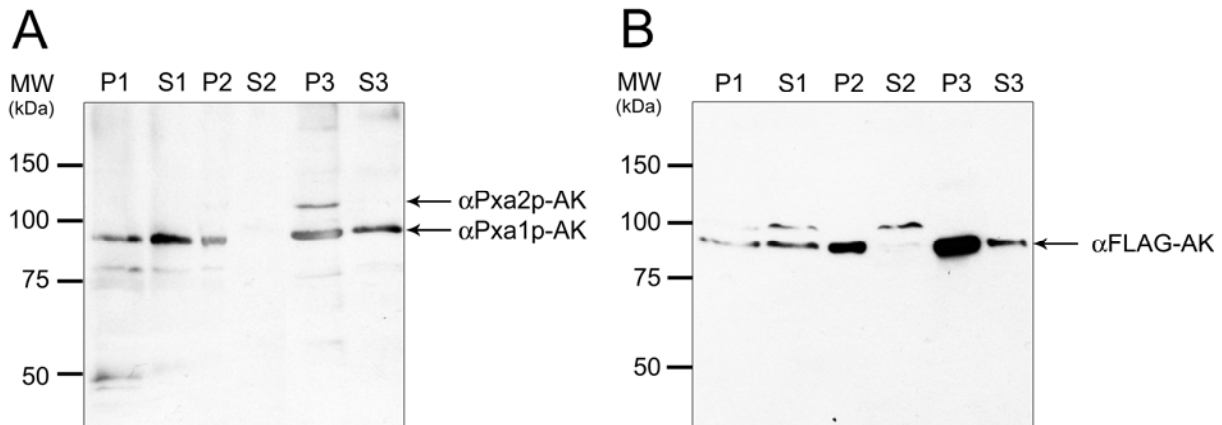 A
MW
(kDa)
P1 S1 P2 S2 P3 S3
150
100
75
50
αPxa2p-AK
αPxa1p-AK
B
MW
(kDa)
P1 S1 P2 S2 P3 S3
150
100
75
50
αFLAG-AK